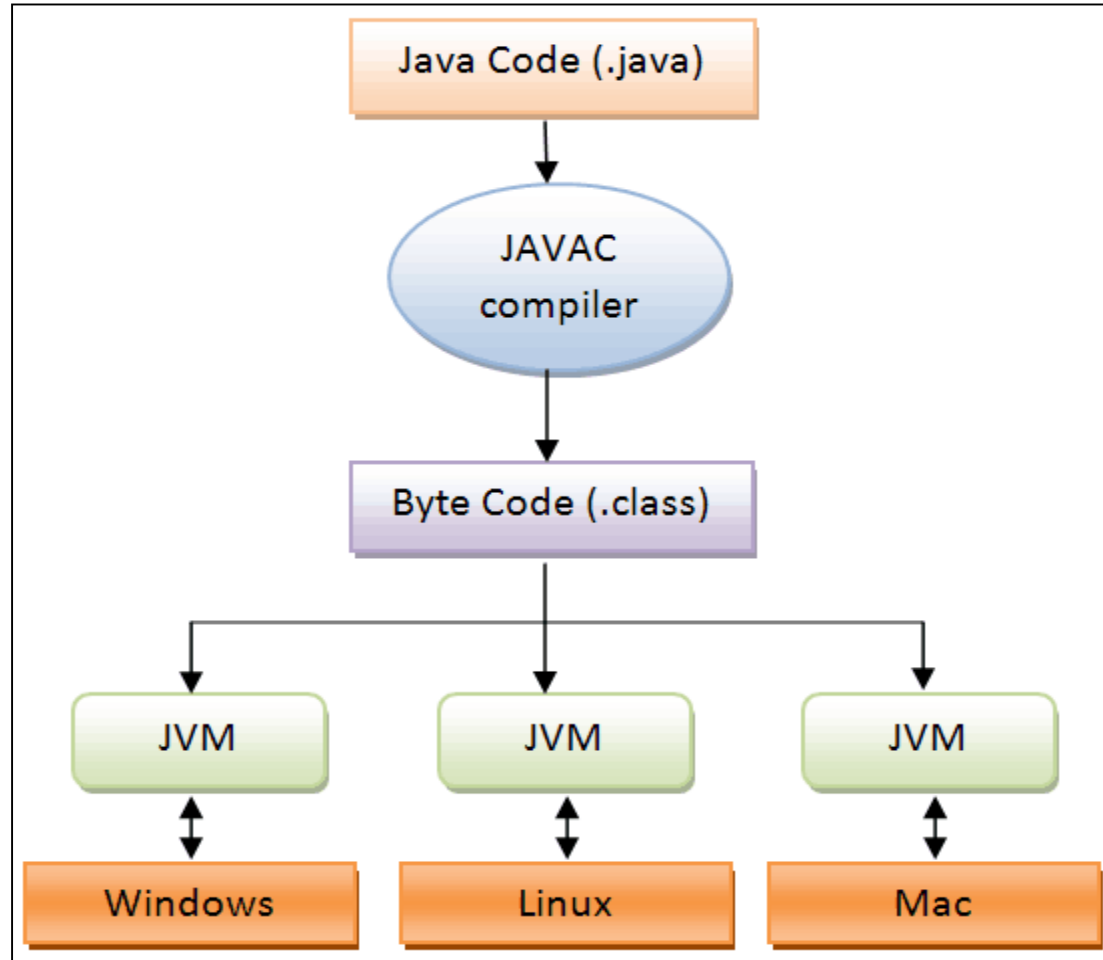 Java Code (.java)
JAVAC
compiler
Byte Code (.class)
JVM
JVM
JVM
Windows
Linux
Mac